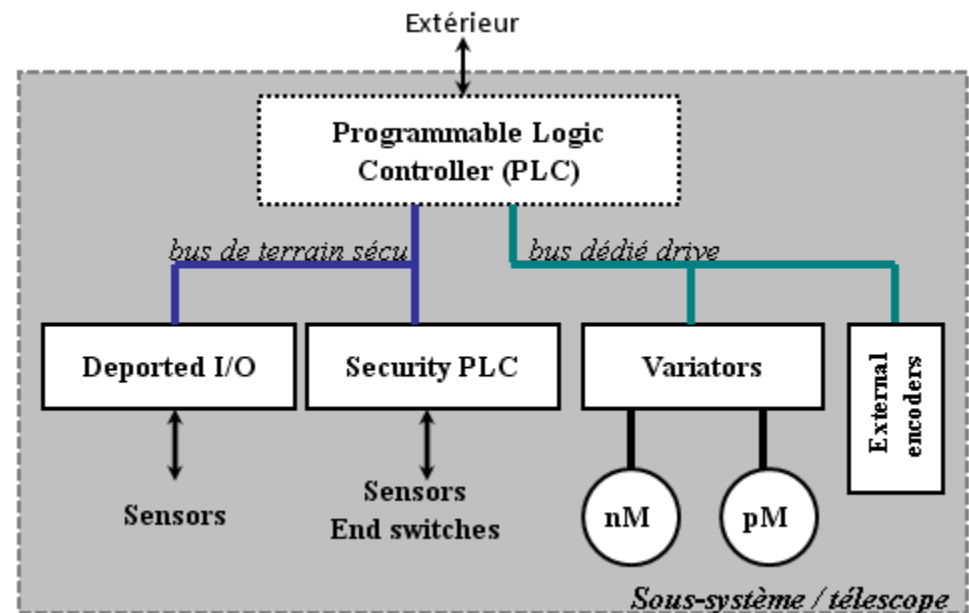 Extérieur
Programmable Logic
Controller (PLC)
bus de terrain sécu
bus dédié drive
Deported I/O
Security PLC
Variators
External
encoders
Sensors
Sensors
End switches
nM
pM
Sous-système / télescope